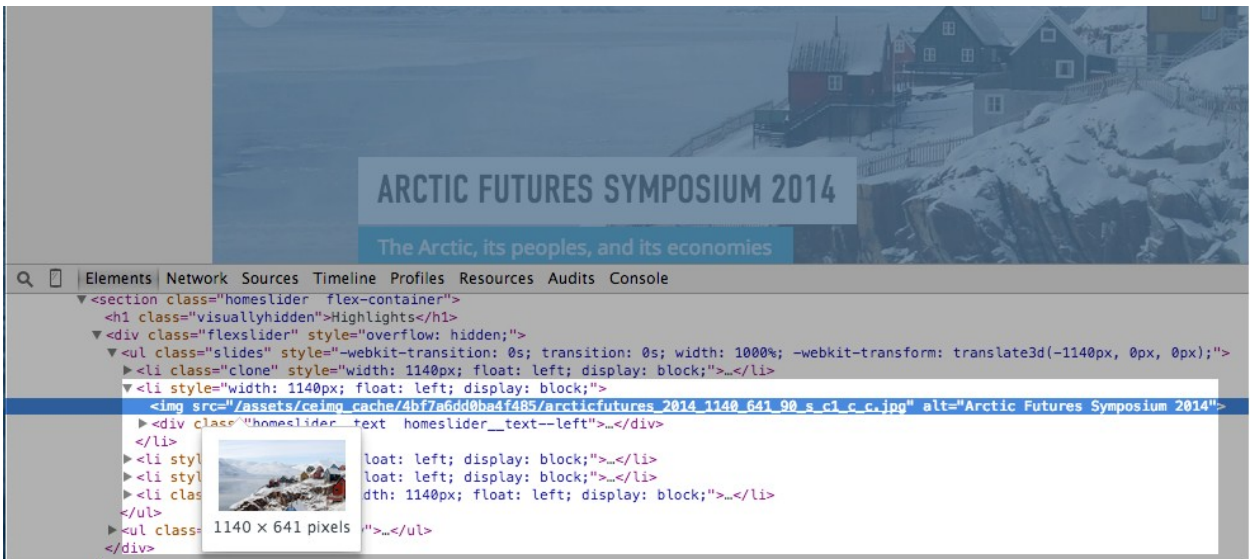 ARCTIC FUTURES SYMPOSIUM 2014
The Arctic, its peoples, and its economies
Elements Network Sources Timeline Profiles Resources Audits Console
▼<section class="homeslider flex-container">
<h1 class="visuallyhidden">Highlights</h1>
▼<div class="flexslider" style="overflow: hidden;">
▼<ul class="slides" style="-webkit-transition: 0s; transition: 0s; width: 1000%; -webkit-transform: translate3d(-1140px, 0px, 0px);">
▶<li class="clone" style="width: 1140px; float: left; display: block;">…</li>
▼<li style="width: 1140px; float: left; display: block;">
<img src="/assets/ceimg_cache/4bf7a6dd0ba4f485/arcticfutures_2014_1140_641_90_s_c1_c_c.jpg" alt="Arctic Futures Symposium 2014">
▶<div class="homeslider__text homeslider__text--left">…</div>
</li>
▶<li styl loat: left; display: block;">…</li>
▶<li styl loat: left; display: block;">…</li>
▶<li clas dth: 1140px; float: left; display: block;">…</li>
</ul>
▶<ul class= ">…</ul>
</div>
1140 × 641 pixels